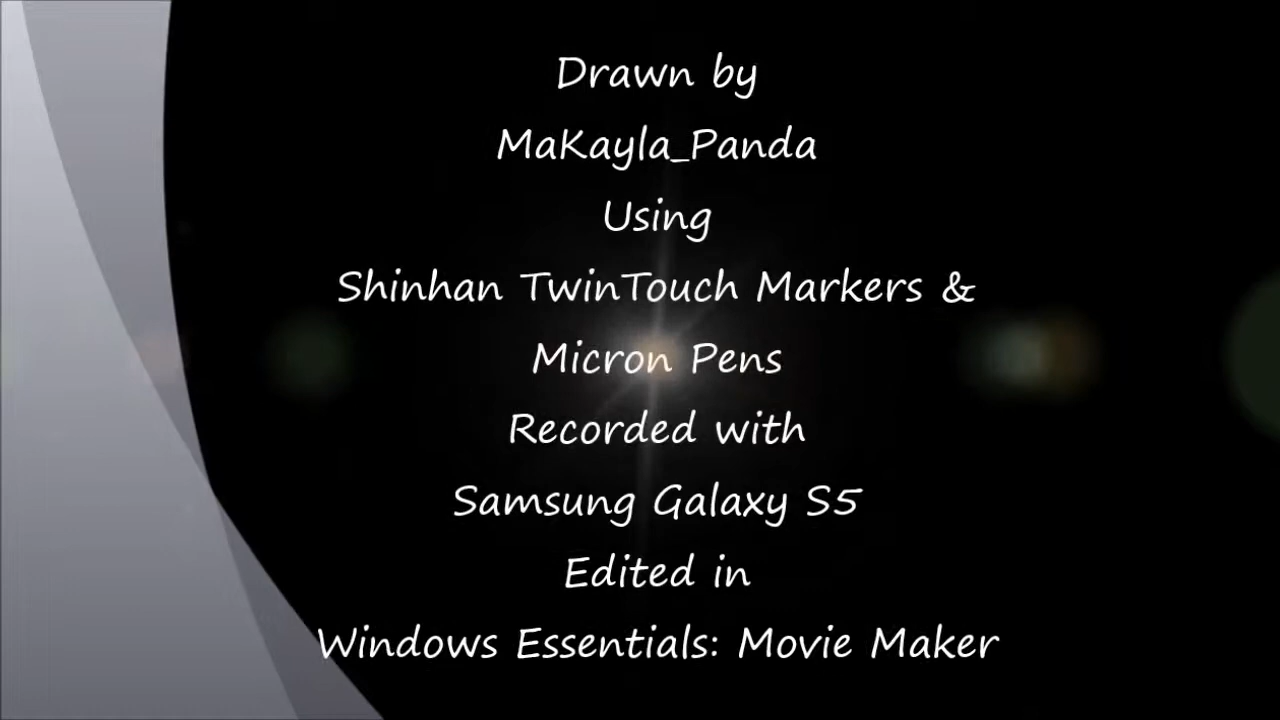 Drawn by
MaKayla_Panda
Using
Shinhan TwinTouch Markers &
Micron Pens
Recorded with
Samsung Galaxy S5
Edited in
Windows Essentials: Movie Maker